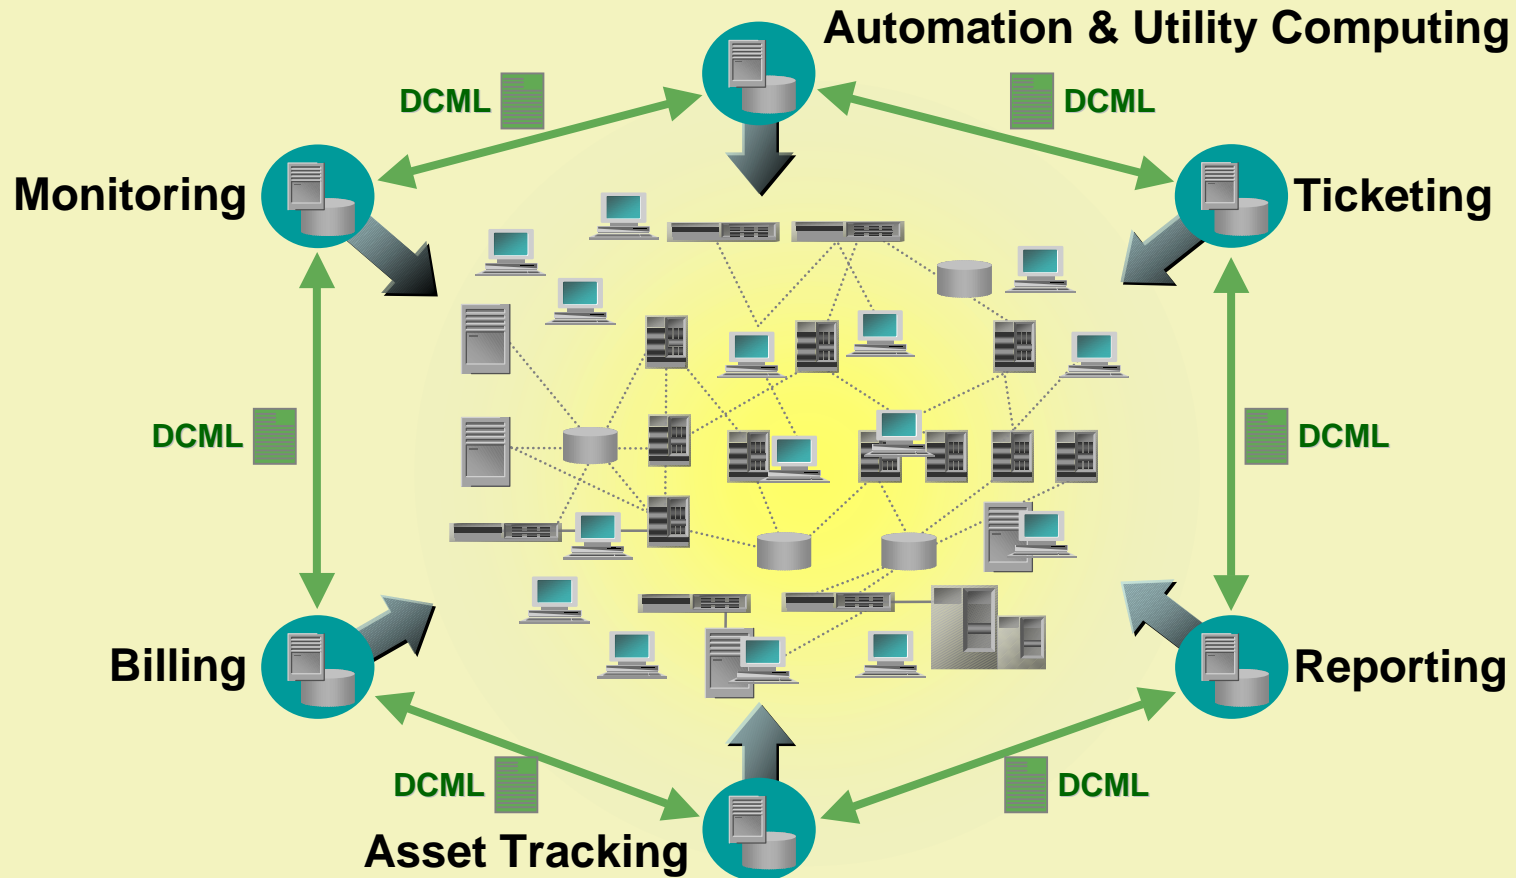 Automation & Utility Computing
DCML
DCML
Monitoring
Ticketing
DCML
DCML
Billing
Reporting
DCML
DCML
Asset Tracking